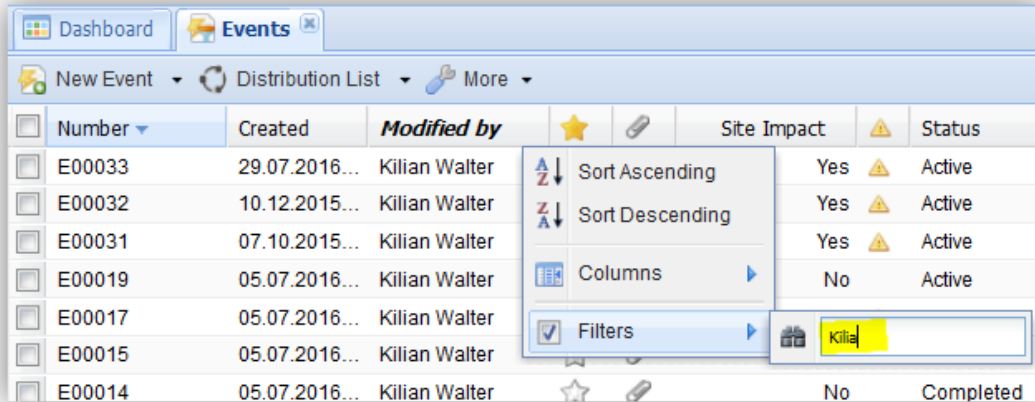 Dashboard Events
New Event Distribution List More
Number Created Modified by Site Impact Status
E00033 29.07.2016... Kilian Walter Yes Active
E00032 10.12.2015... Kilian Walter Yes Active
E00031 07.10.2015... Kilian Walter Yes Active
E00019 05.07.2016... Kilian Walter No Active
E00017 05.07.2016... Kilian Walter
E00015 05.07.2016... Kilian Walter
E00014 05.07.2016... Kilian Walter No Completed
A Z Sort Ascending
Z A Sort Descending
Columns
Filters Kilia